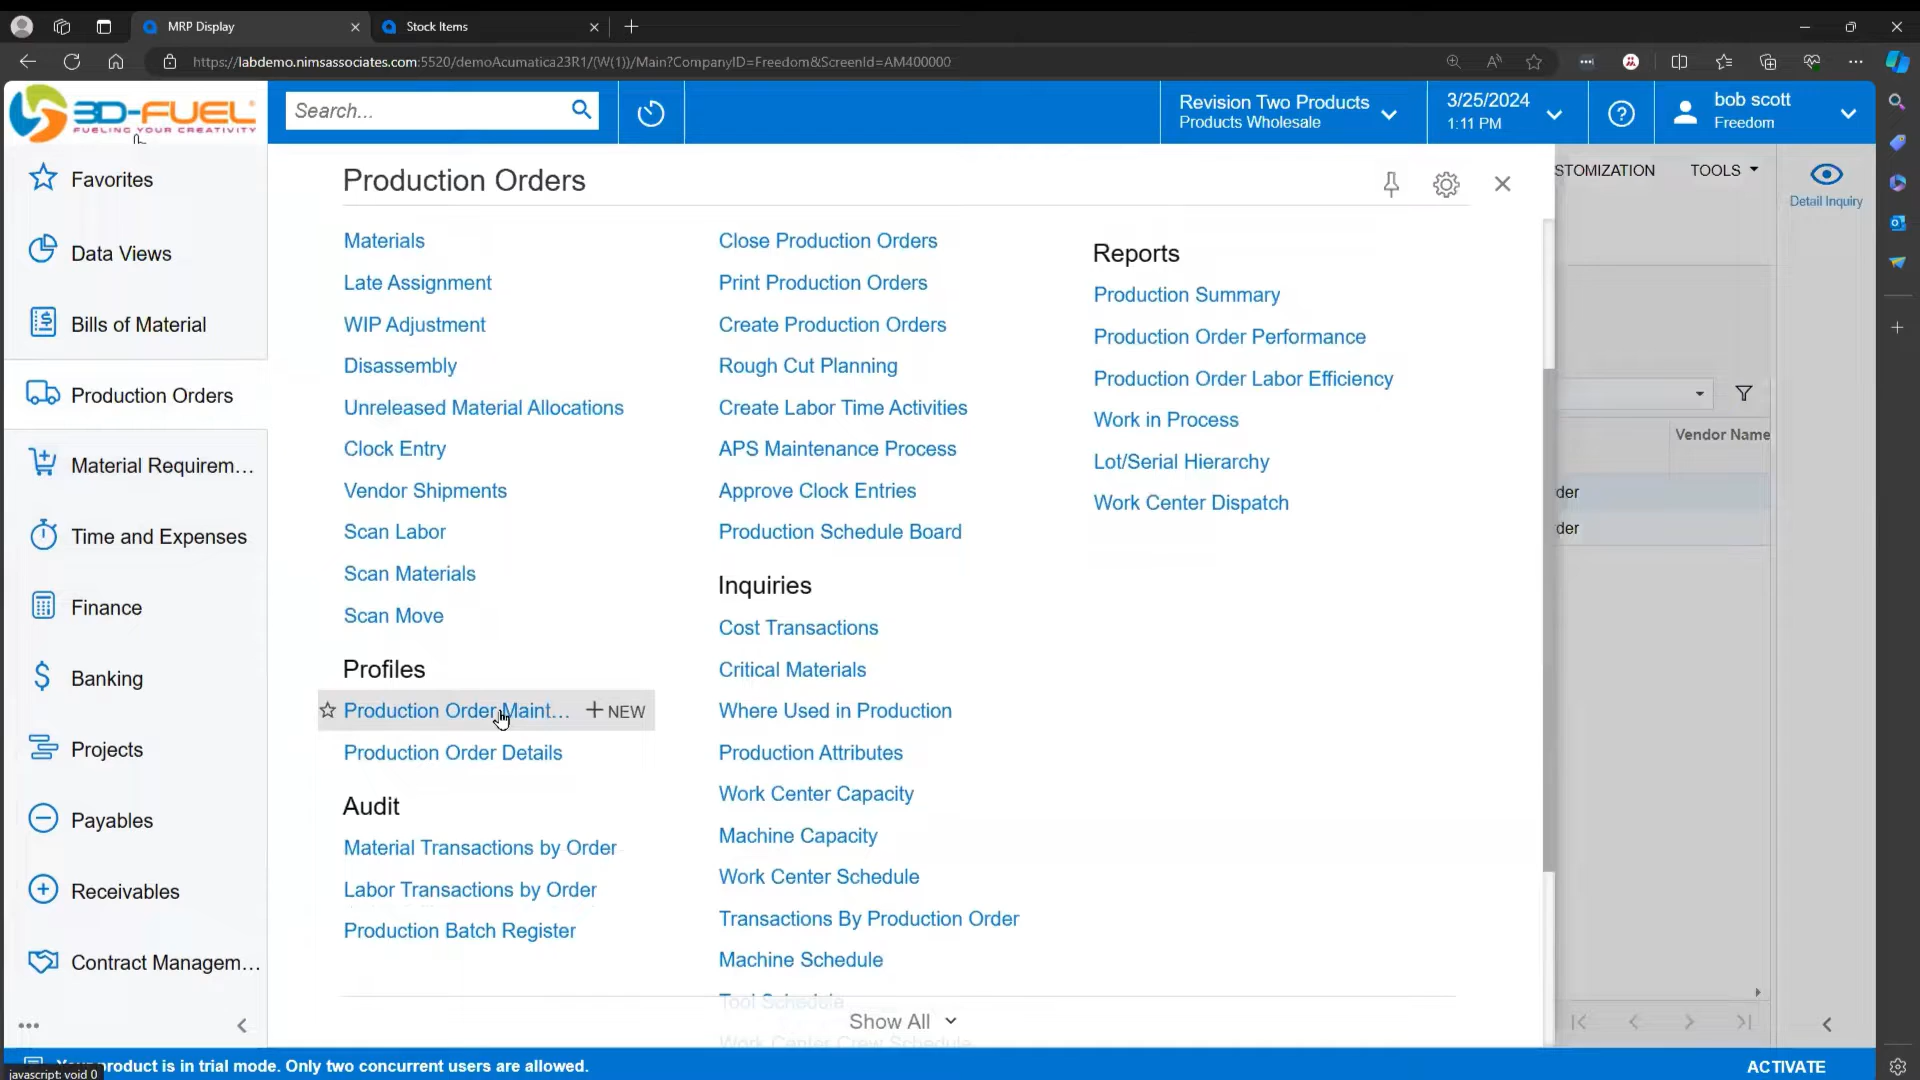 MRP Display
Stock Items
https://labdemo.nimsassociates.com:5520/demoAcumatica23R1/(W(1))/Main?CompanyID=Freedom&ScreenId=AM400000
3D-FUEL
FUELING YOUR CREATIVITY
Search...
Revision Two Products
Products Wholesale
3/25/2024
1:11 PM
bob scott
Freedom
Favorites
Data Views
Bills of Material
Production Orders
Material Requirem...
Time and Expenses
Finance
Banking
Projects
Payables
Receivables
Contract Managem...
Production Orders
Materials
Late Assignment
WIP Adjustment
Disassembly
Unreleased Material Allocations
Clock Entry
Vendor Shipments
Scan Labor
Scan Materials
Scan Move
Profiles
Production Order Maint... + NEW
Production Order Details
Audit
Material Transactions by Order
Labor Transactions by Order
Production Batch Register
Close Production Orders
Print Production Orders
Create Production Orders
Rough Cut Planning
Create Labor Time Activities
APS Maintenance Process
Approve Clock Entries
Production Schedule Board
Inquiries
Cost Transactions
Critical Materials
Where Used in Production
Production Attributes
Work Center Capacity
Machine Capacity
Work Center Schedule
Transactions By Production Order
Machine Schedule
Tool Schedule
Work Center Crew Schedule
Reports
Production Summary
Production Order Performance
Production Order Labor Efficiency
Work in Process
Lot/Serial Hierarchy
Work Center Dispatch
Show All
STOMIZATION
TOOLS
Detail Inquiry
Vendor Name
der
der
Your product is in trial mode. Only two concurrent users are allowed.
ACTIVATE
javascript: void 0